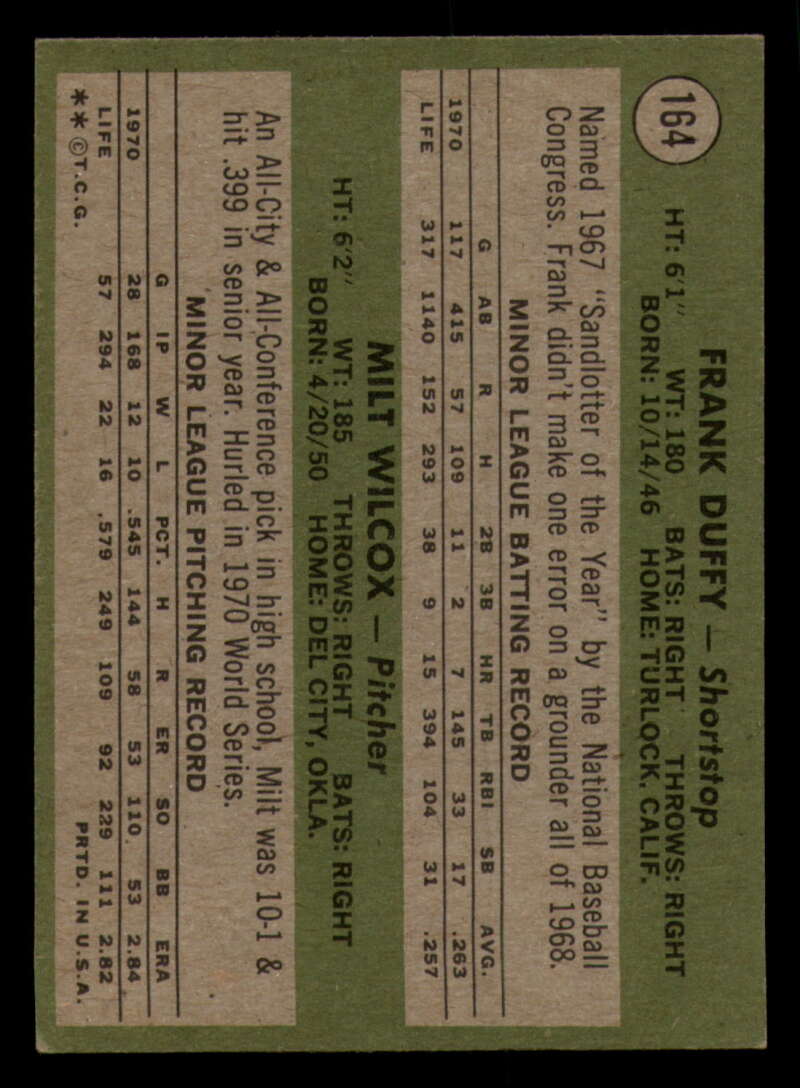 164
FRANK DUFFY — Shortstop
HT: 6'1" WT: 180 BATS: RIGHT THROWS: RIGHT
BORN: 10/14/46 HOME: TURLOCK, CALIF.
Named 1967 "Sandlotter of the Year" by the National Baseball
Congress. Frank didn't make one error on a grounder all of 1968.
MINOR LEAGUE BATTING RECORD
G AB R H 2B 3B HR TB RBI SB AVG.
1970 117 415 57 109 11 2 7 145 33 17 .263
LIFE 317 1140 152 293 38 9 15 394 104 31 .257
MILT WILCOX — Pitcher
HT: 6'2" WT: 185 THROWS: RIGHT BATS: RIGHT
BORN: 4/20/50 HOME: DEL CITY, OKLA.
An All-City & All-Conference pick in high school, Milt was 10-1 &
hit .399 in senior year. Hurled in 1970 World Series.
MINOR LEAGUE PITCHING RECORD
G IP W L PCT. H R ER SO BB ERA
1970 28 168 12 10 .545 144 58 53 110 53 2.84
LIFE 57 294 22 16 .579 249 109 92 229 111 2.82
**©T.C.G. PRTD. IN U.S.A.